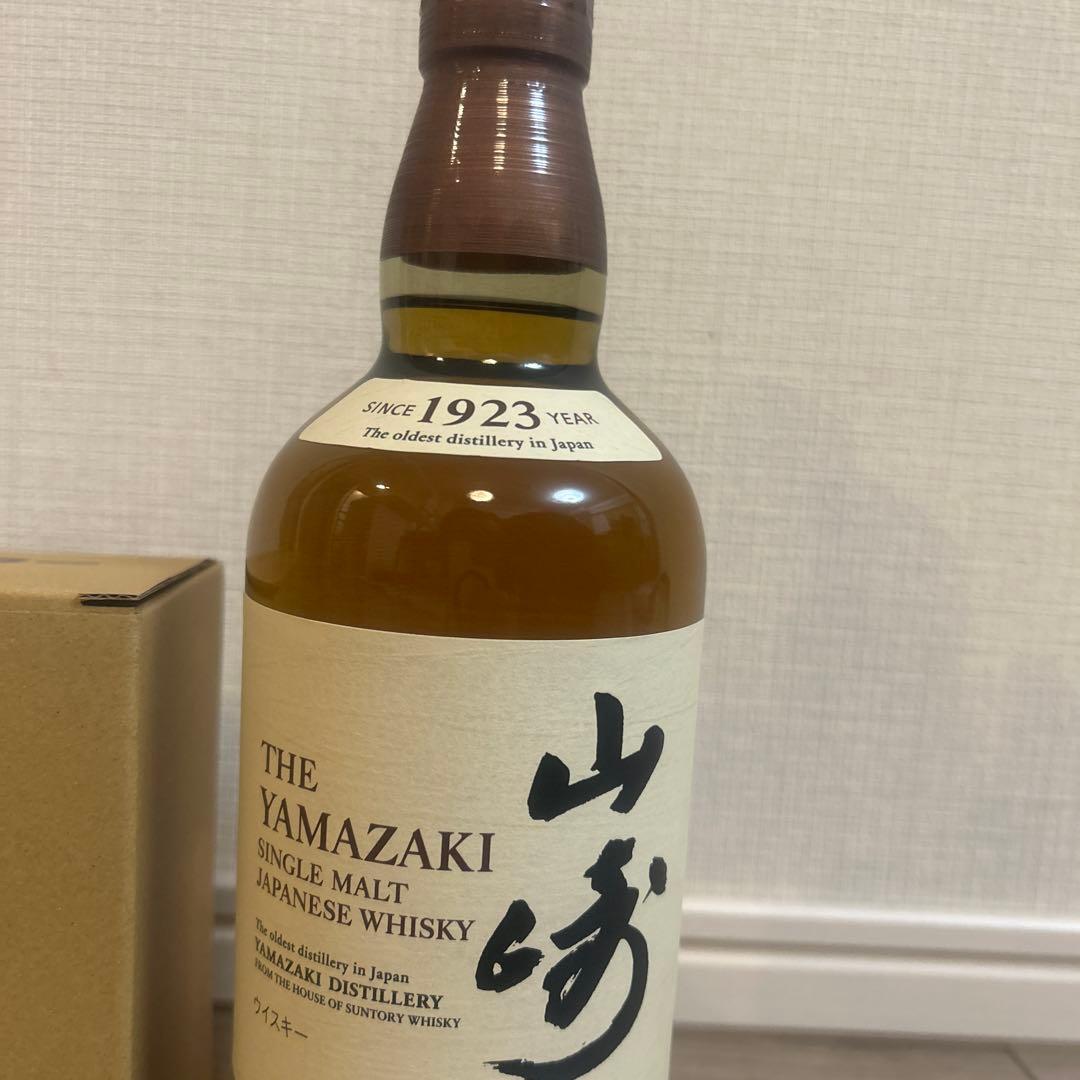 SINCE 1923 YEAR
The oldest distillery in Japan
THE
YAMAZAKI
SINGLE MALT
JAPANESE WHISKY
The oldest distillery in Japan
YAMAZAKI DISTILLERY
FROM THE HOUSE OF SUNTORY WHISKY
ウイスキー
山崎